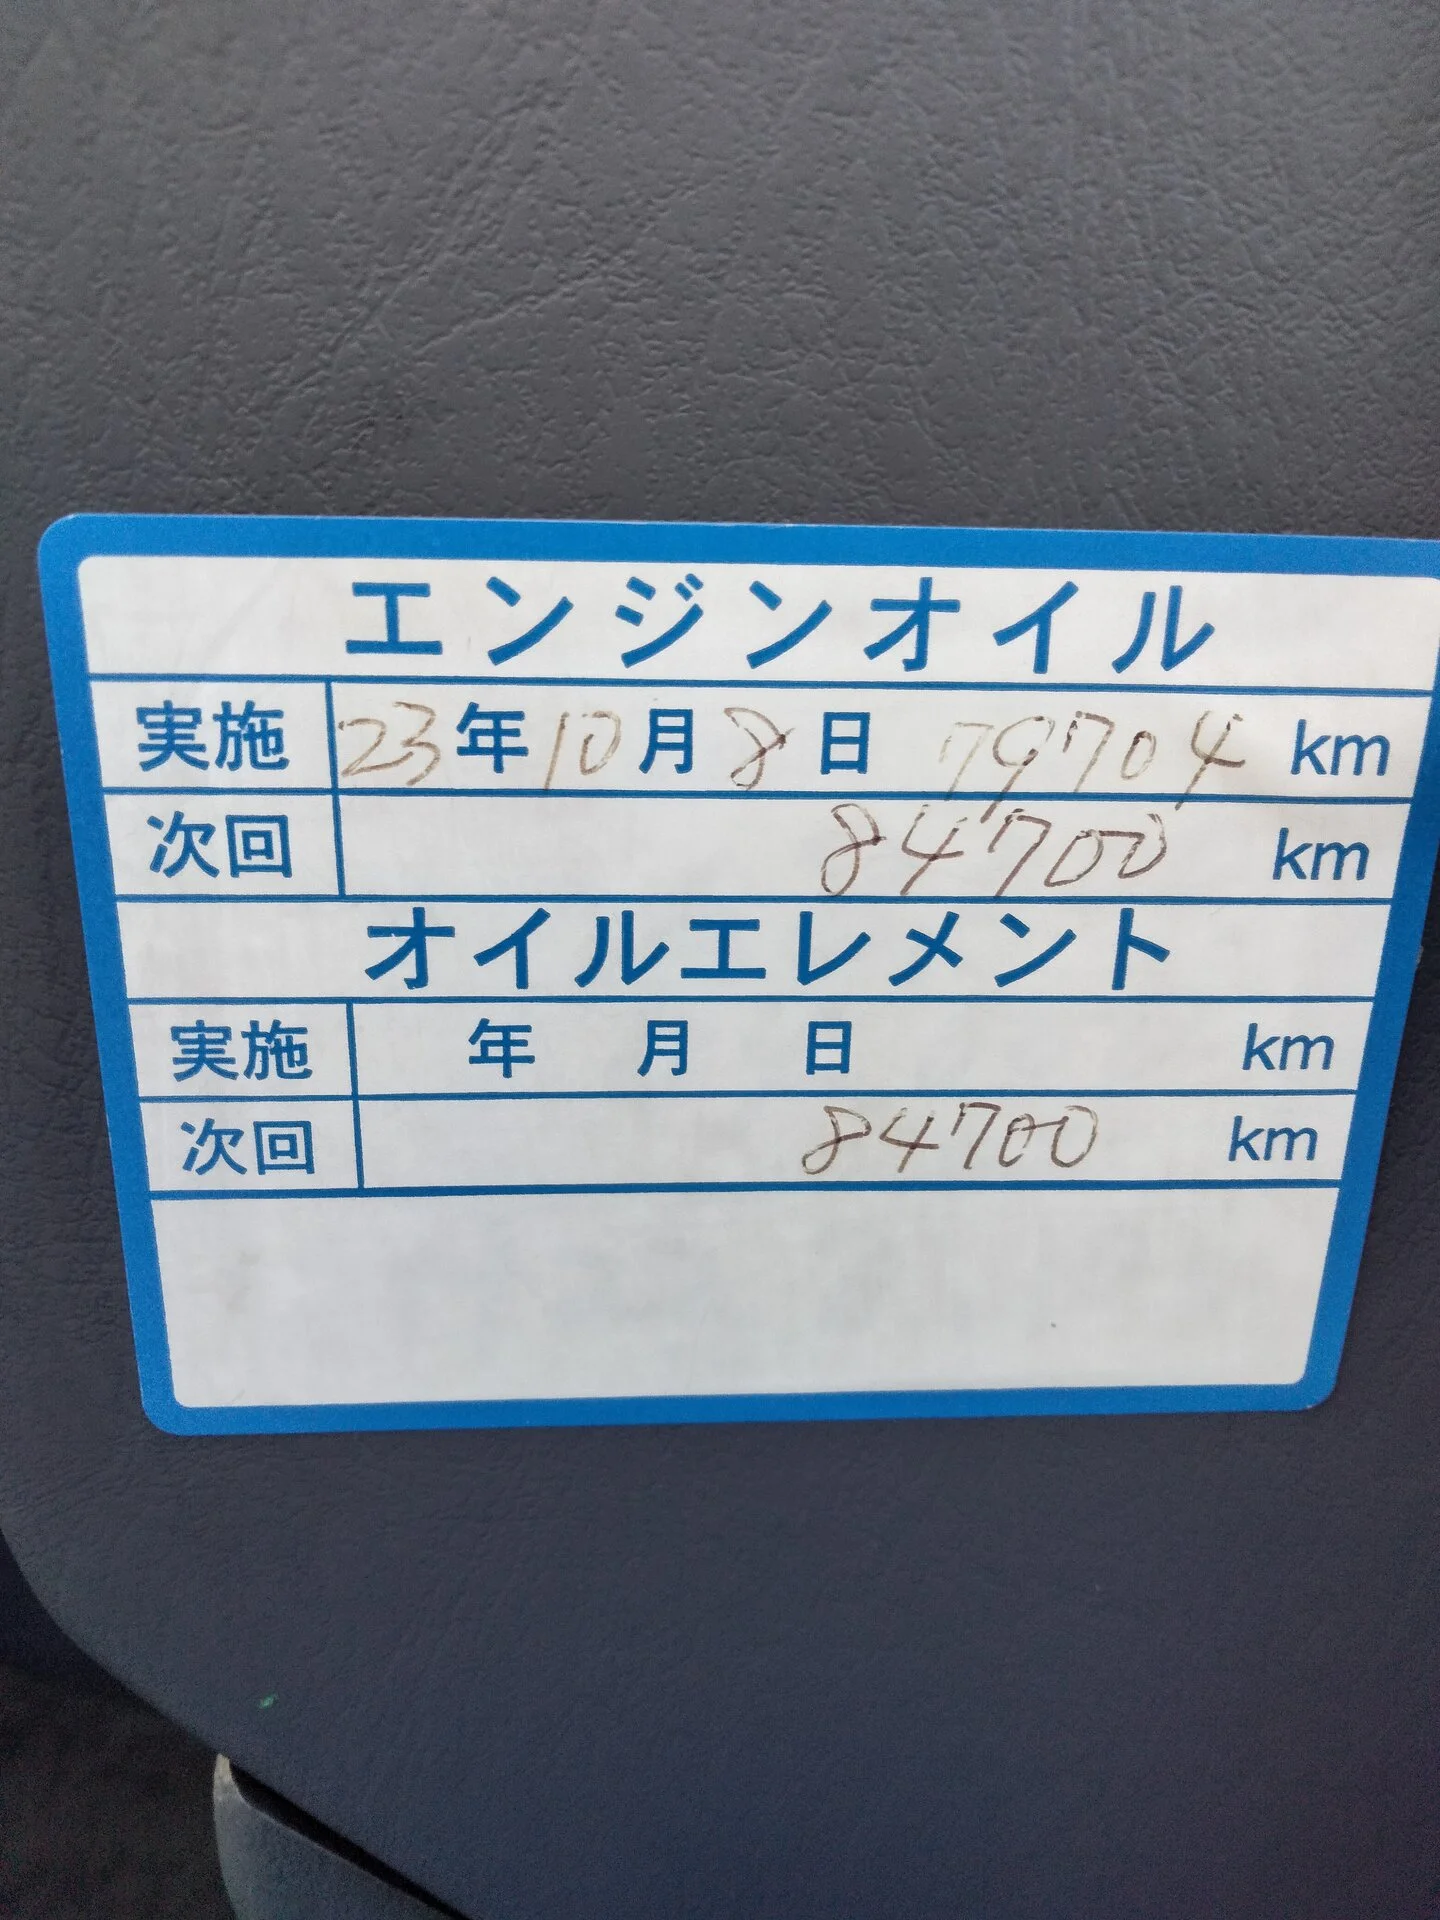 エンジンオイル
実施 23年10月8日 79704 km
次回 84700 km
オイルエレメント
実施 年 月 日 km
次回 84700 km